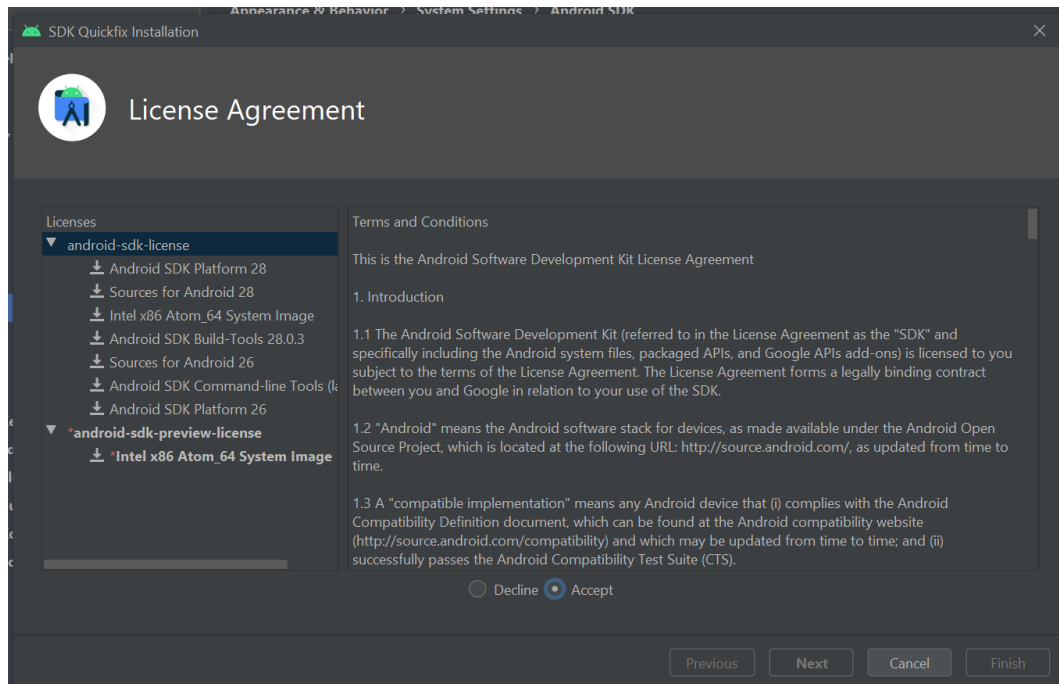 Appearance & Behavior › System Settings › Android SDK
SDK Quickfix Installation
License Agreement
Licenses
android-sdk-license
Android SDK Platform 28
Sources for Android 28
Intel x86 Atom_64 System Image
Android SDK Build-Tools 28.0.3
Sources for Android 26
Android SDK Command-line Tools (la
Android SDK Platform 26
*android-sdk-preview-license
*Intel x86 Atom_64 System Image
Terms and Conditions
This is the Android Software Development Kit License Agreement
1. Introduction
1.1 The Android Software Development Kit (referred to in the License Agreement as the "SDK" and
specifically including the Android system files, packaged APIs, and Google APIs add-ons) is licensed to you
subject to the terms of the License Agreement. The License Agreement forms a legally binding contract
between you and Google in relation to your use of the SDK.
1.2 "Android" means the Android software stack for devices, as made available under the Android Open
Source Project, which is located at the following URL: http://source.android.com/, as updated from time to
time.
1.3 A "compatible implementation" means any Android device that (i) complies with the Android
Compatibility Definition document, which can be found at the Android compatibility website
(http://source.android.com/compatibility) and which may be updated from time to time; and (ii)
successfully passes the Android Compatibility Test Suite (CTS).
Decline Accept
Previous Next Cancel Finish